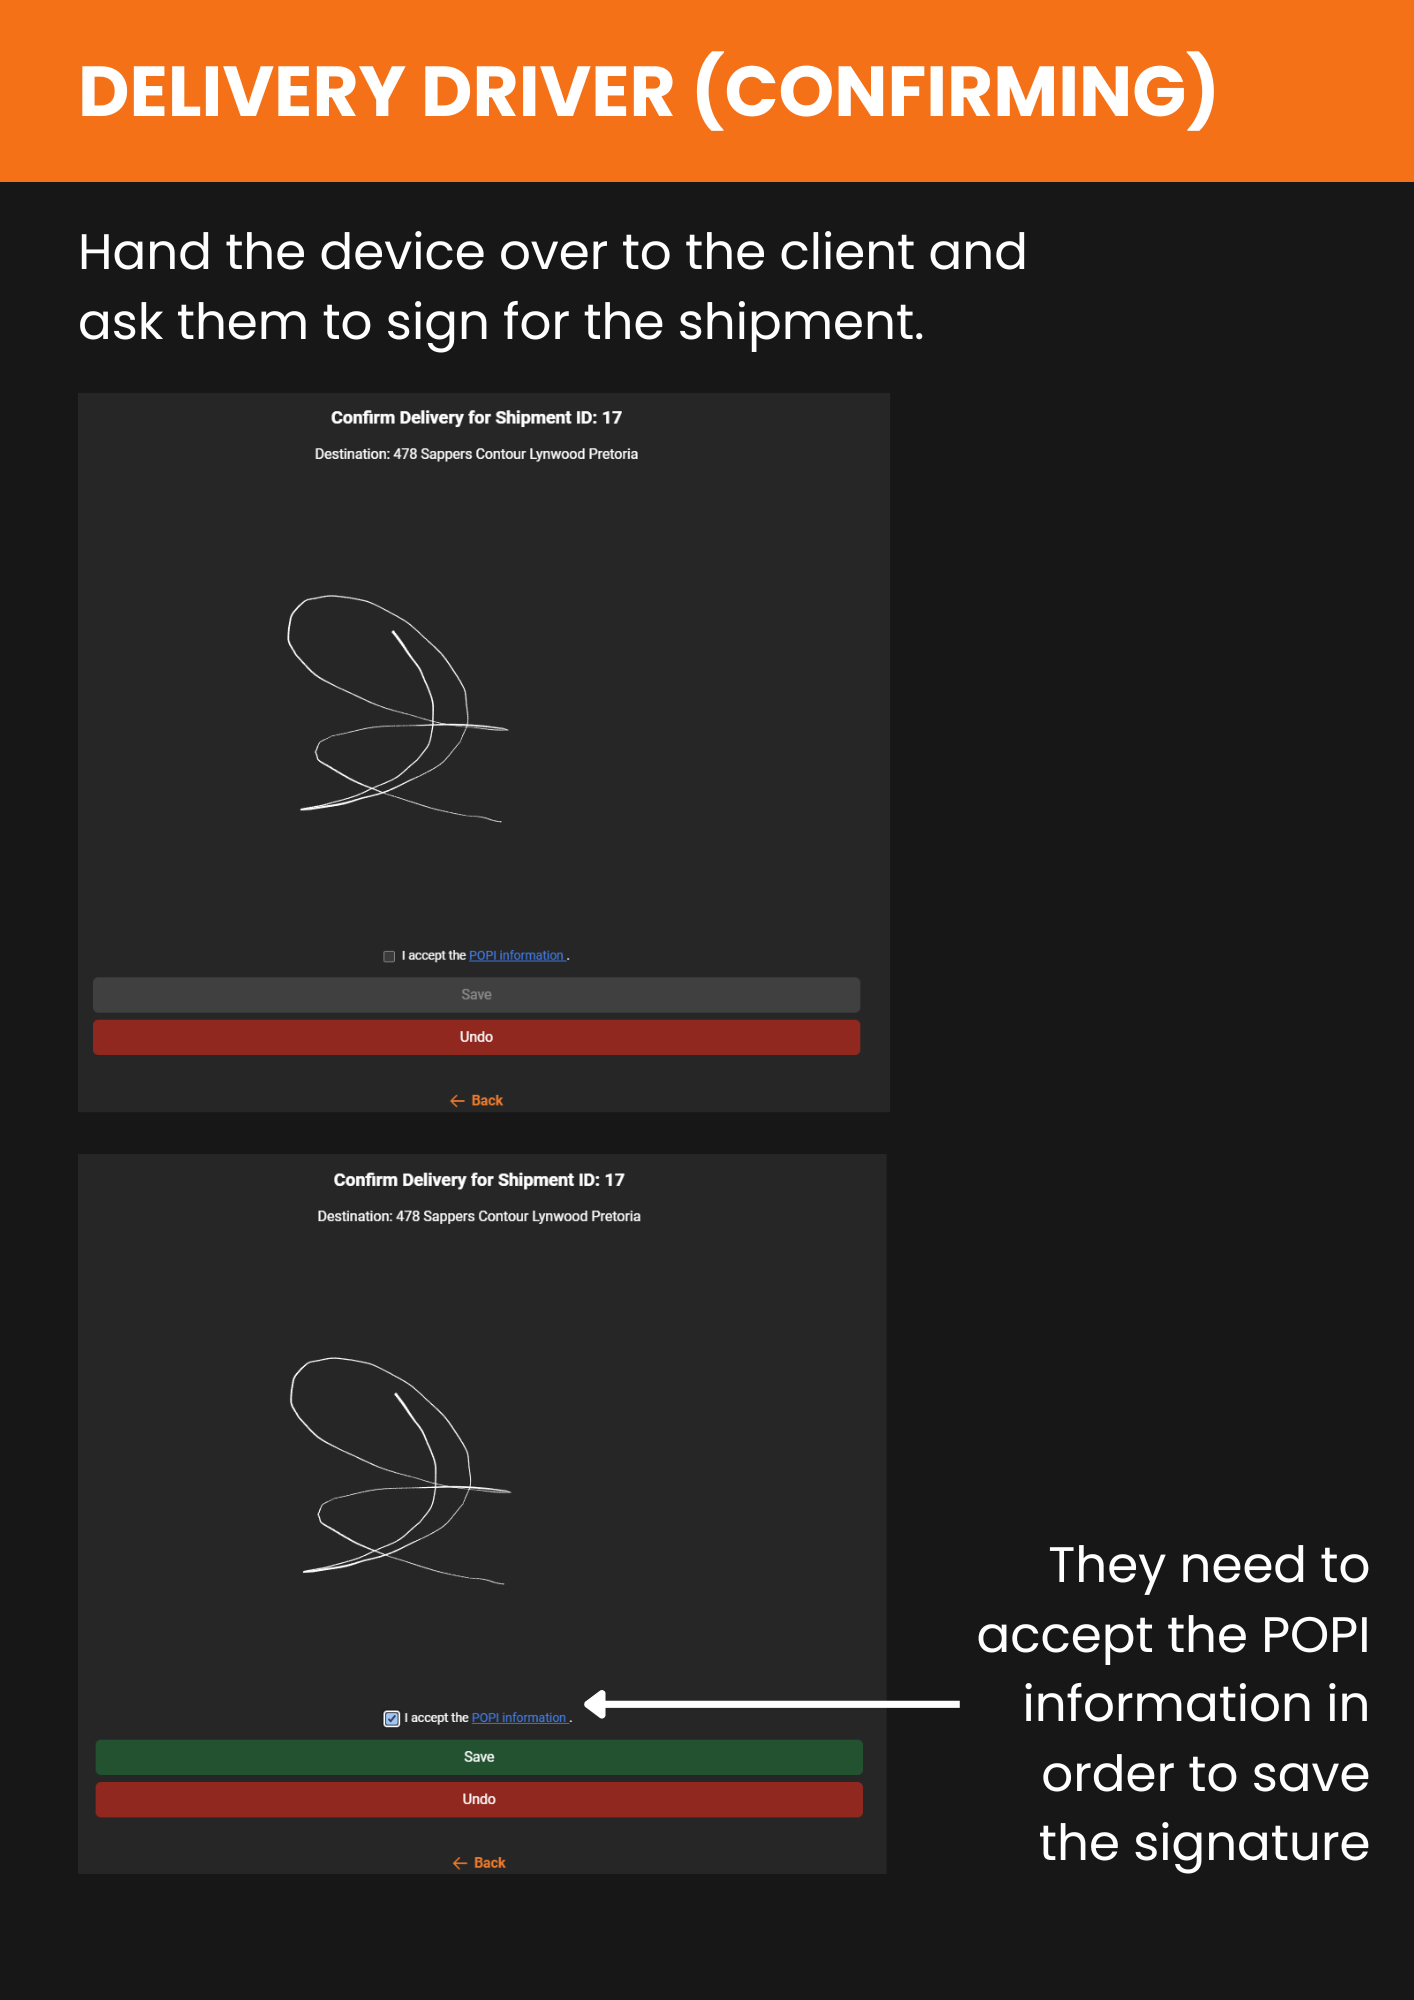 DELIVERY DRIVER (CONFIRMING)
Hand the device over to the client and
ask them to sign for the shipment.
Confirm Delivery for Shipment ID: 17
Destination: 478 Sappers Contour Lynwood Pretoria
I accept the POPI information .
Save
Undo
← Back
Confirm Delivery for Shipment ID: 17
Destination: 478 Sappers Contour Lynwood Pretoria
I accept the POPI information .
Save
Undo
← Back
They need to
accept the POPI
information in
order to save
the signature